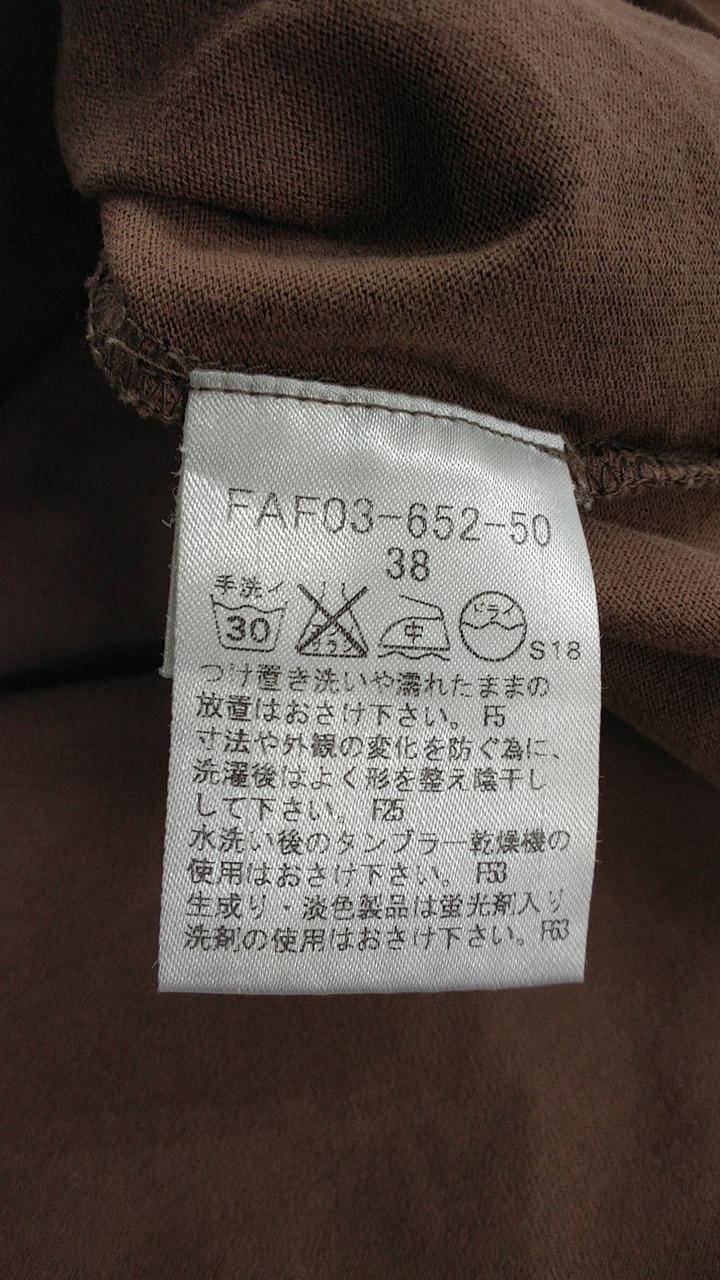 FAF03-652-50
38
手洗イ
30
エンソ
サラシ
中
ドライ
S18
つけ置き洗いや濡れたままの
放置はおさけ下さい。 F5
寸法や外観の変化を防ぐ為に、
洗濯後はよく形を整え陰干し
して下さい。 F25
水洗い後のタンブラー乾燥機の
使用はおさけ下さい。 F53
生成り・淡色製品は蛍光剤入り
洗剤の使用はおさけ下さい。F63